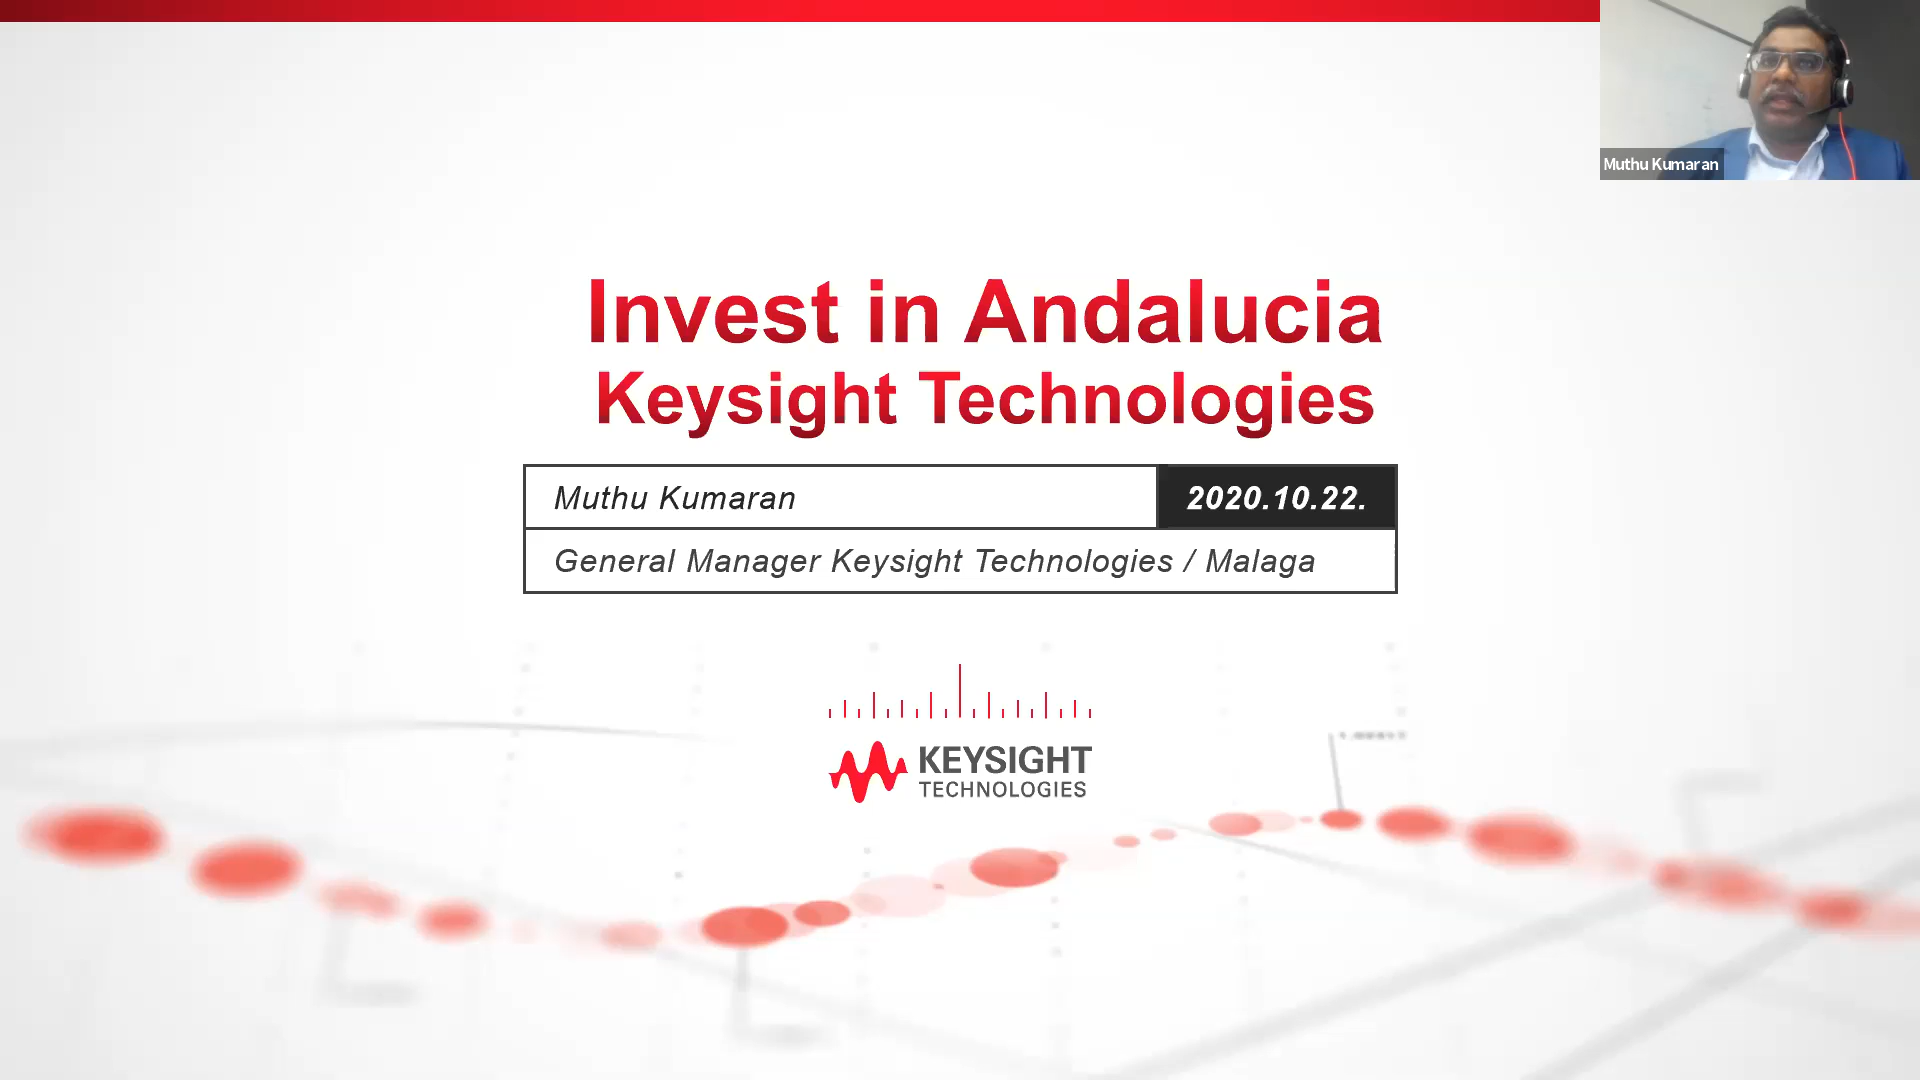 Muthu Kumaran
Invest in Andalucia
Keysight Technologies
Muthu Kumaran
2020.10.22.
General Manager Keysight Technologies / Malaga
KEYSIGHT
TECHNOLOGIES